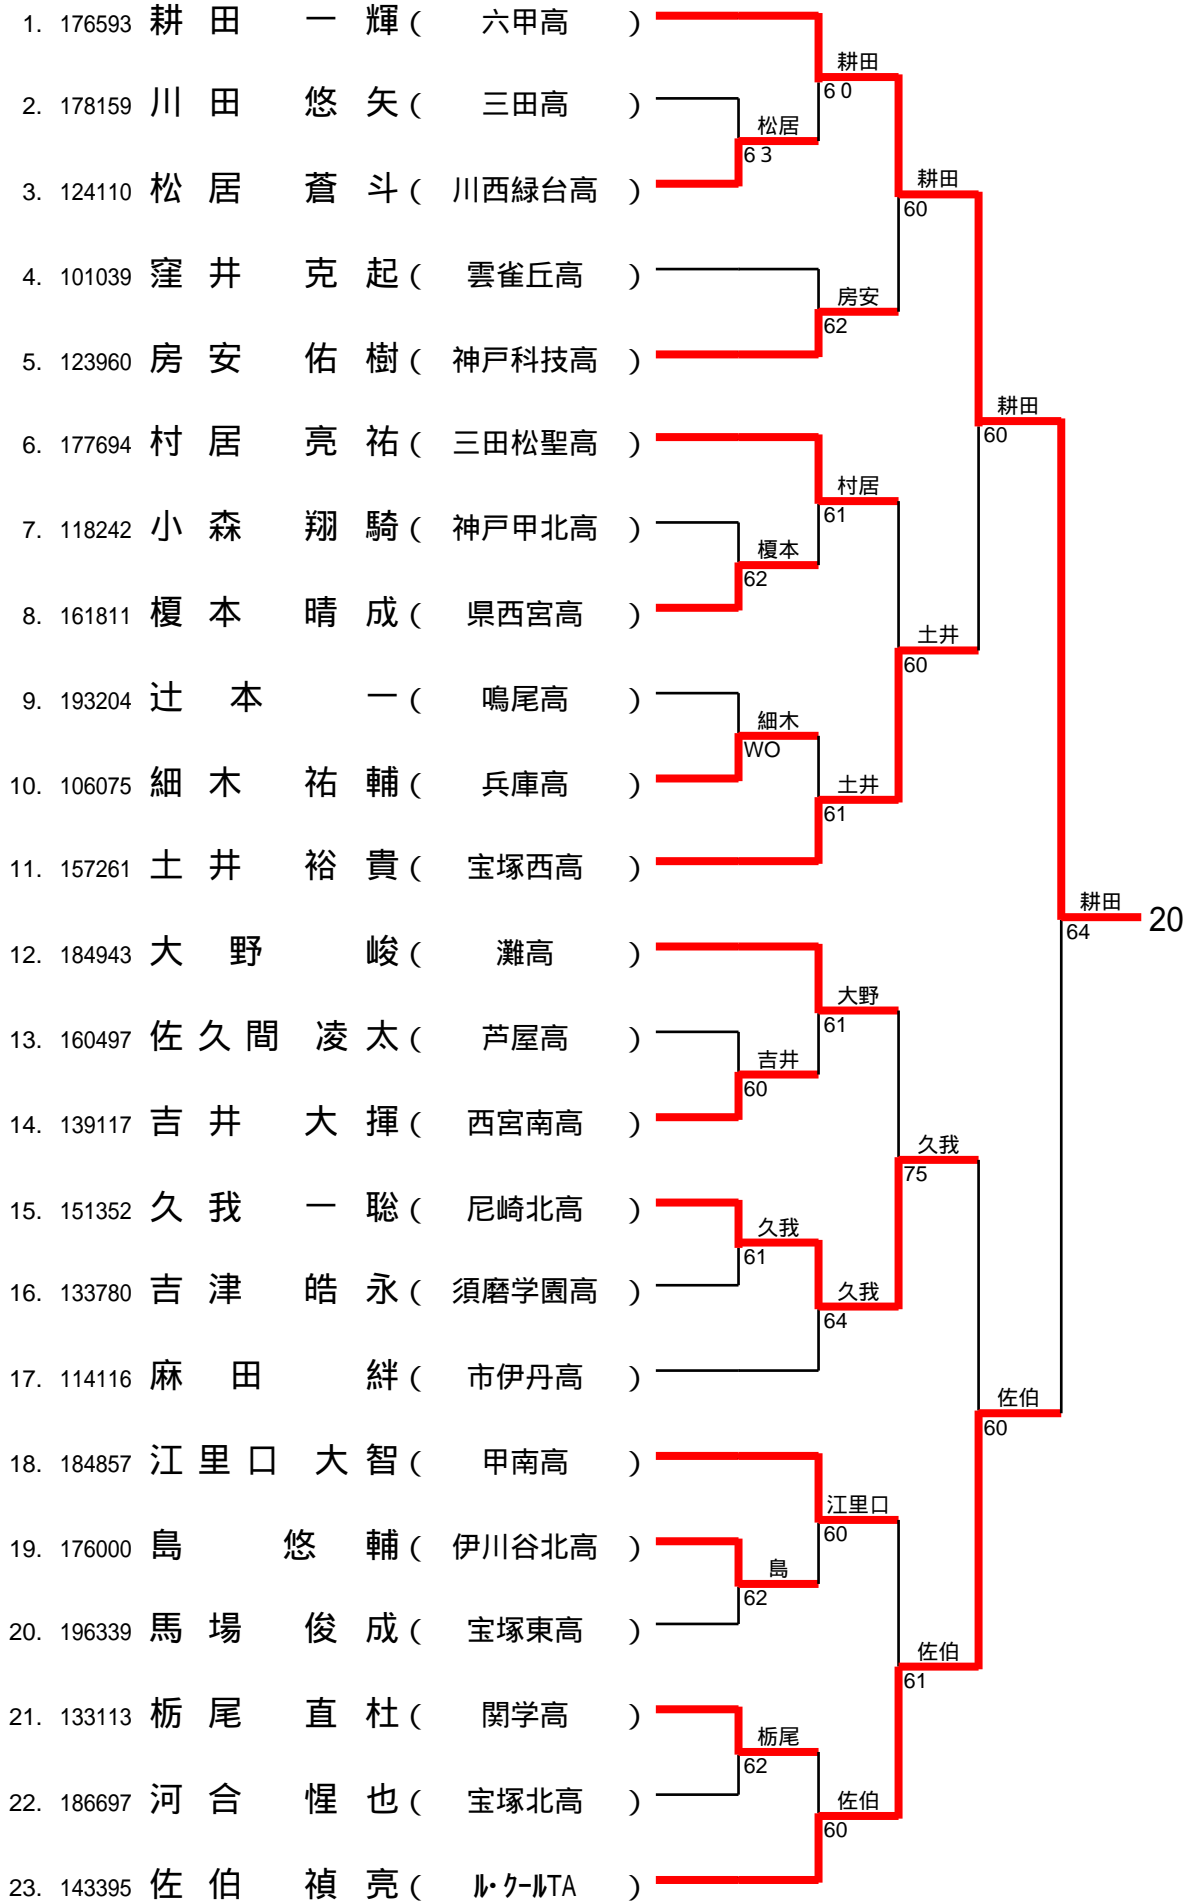 1. 176593 耕田 一輝 ( 六甲高 )
耕田
6 0
2. 178159 川田 悠矢 ( 三田高 )
松居
6 3
3. 124110 松居 蒼斗 ( 川西緑台高 )
耕田
60
4. 101039 窪井 克起 ( 雲雀丘高 )
房安
62
5. 123960 房安 佑樹 ( 神戸科技高 )
耕田
60
6. 177694 村居 亮祐 ( 三田松聖高 )
村居
61
7. 118242 小森 翔騎 ( 神戸甲北高 )
榎本
62
8. 161811 榎本 晴成 ( 県西宮高 )
土井
60
9. 193204 辻本 一 ( 鳴尾高 )
細木
WO
10. 106075 細木 祐輔 ( 兵庫高 )
土井
61
11. 157261 土井 裕貴 ( 宝塚西高 )
耕田
64
20
12. 184943 大野 峻 ( 灘高 )
大野
61
13. 160497 佐久間 凌太 ( 芦屋高 )
吉井
60
14. 139117 吉井 大揮 ( 西宮南高 )
久我
75
15. 151352 久我 一聡 ( 尼崎北高 )
久我
61
16. 133780 吉津 皓永 ( 須磨学園高 )
久我
64
17. 114116 麻田 絆 ( 市伊丹高 )
佐伯
60
18. 184857 江里口 大智 ( 甲南高 )
江里口
60
19. 176000 島 悠輔 ( 伊川谷北高 )
島
62
20. 196339 馬場 俊成 ( 宝塚東高 )
佐伯
61
21. 133113 栃尾 直杜 ( 関学高 )
栃尾
62
22. 186697 河合 惺也 ( 宝塚北高 )
佐伯
60
23. 143395 佐伯 禎亮 ( ル・クールTA )